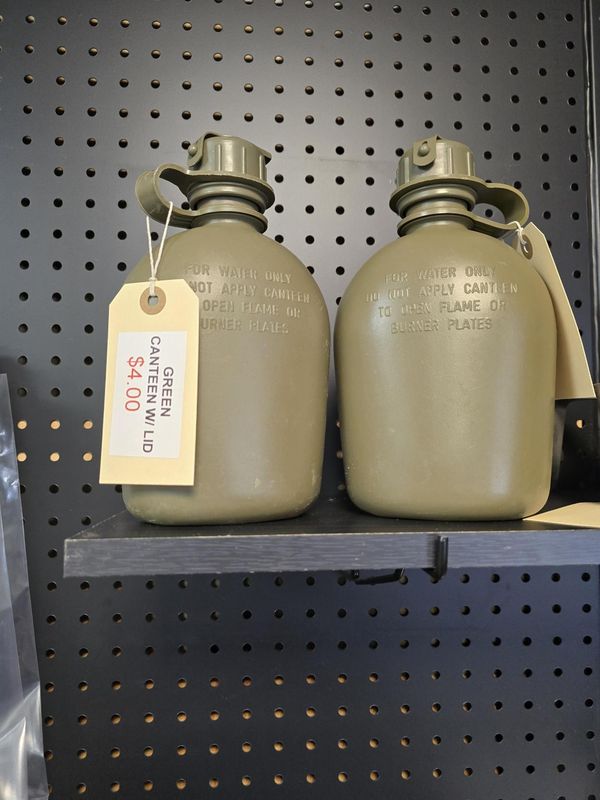 FOR WATER ONLY
NOT APPLY CANTEEN
OPEN FLAME OR
URNER PLATES
GREEN
CANTEEN W/ LID
$4.00
FOR WATER ONLY
DO NOT APPLY CANTEEN
TO OPEN FLAME OR
BURNER PLATES